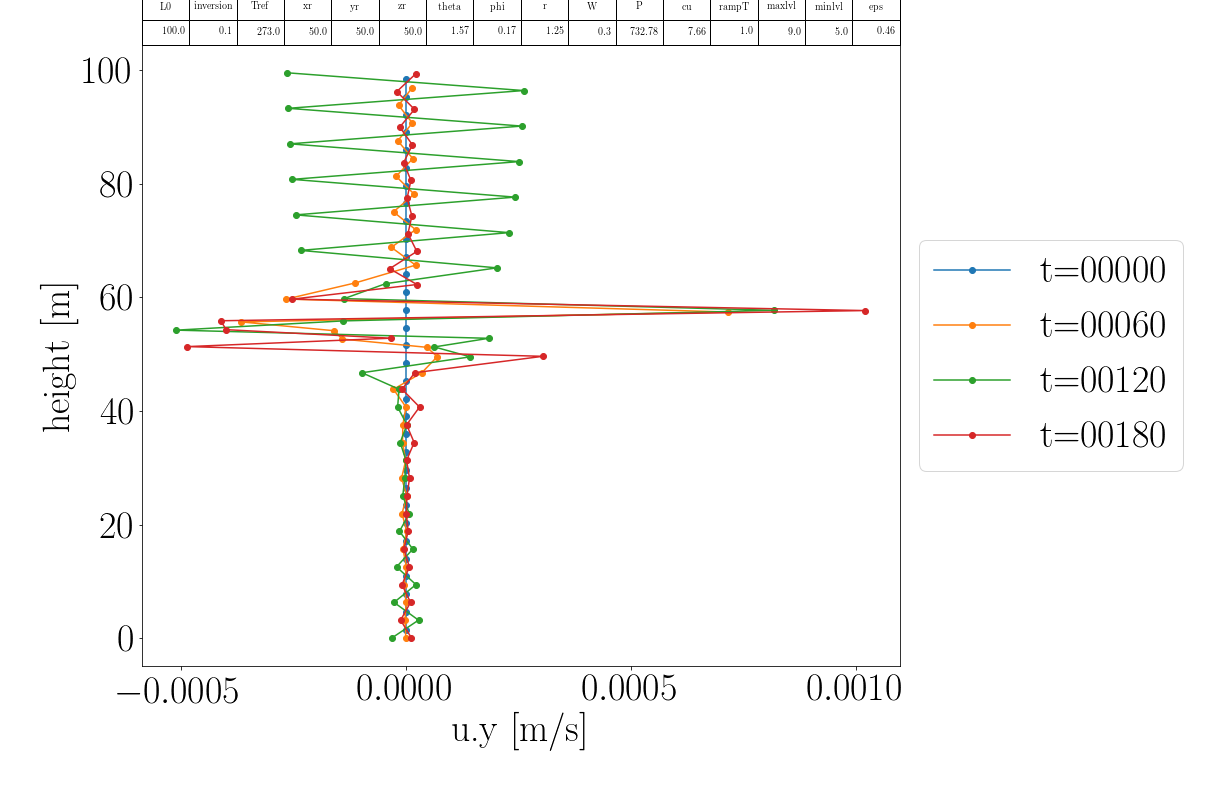 L0 inversion Tref xr yr zr theta phi r W P cu rampT maxlvl minlvl eps
100.0 0.1 273.0 50.0 50.0 50.0 1.57 0.17 1.25 0.3 732.78 7.66 1.0 9.0 5.0 0.46
100
80
60
40
20
0
height [m]
−0.0005 0.0000 0.0005 0.0010
u.y [m/s]
t=00000
t=00060
t=00120
t=00180